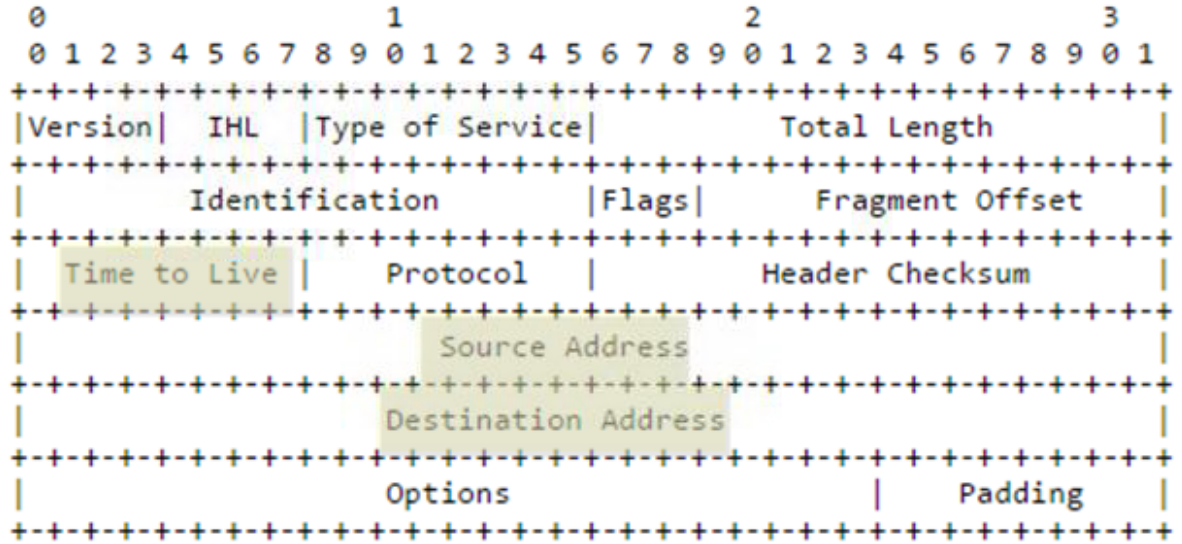 0                   1                   2                   3
 0 1 2 3 4 5 6 7 8 9 0 1 2 3 4 5 6 7 8 9 0 1 2 3 4 5 6 7 8 9 0 1
+-+-+-+-+-+-+-+-+-+-+-+-+-+-+-+-+-+-+-+-+-+-+-+-+-+-+-+-+-+-+-+-+
|Version|  IHL  |Type of Service|          Total Length         |
+-+-+-+-+-+-+-+-+-+-+-+-+-+-+-+-+-+-+-+-+-+-+-+-+-+-+-+-+-+-+-+-+
|         Identification        |Flags|      Fragment Offset    |
+-+-+-+-+-+-+-+-+-+-+-+-+-+-+-+-+-+-+-+-+-+-+-+-+-+-+-+-+-+-+-+-+
|  Time to Live |    Protocol   |         Header Checksum       |
+-+-+-+-+-+-+-+-+-+-+-+-+-+-+-+-+-+-+-+-+-+-+-+-+-+-+-+-+-+-+-+-+
|                       Source Address                          |
+-+-+-+-+-+-+-+-+-+-+-+-+-+-+-+-+-+-+-+-+-+-+-+-+-+-+-+-+-+-+-+-+
|                    Destination Address                        |
+-+-+-+-+-+-+-+-+-+-+-+-+-+-+-+-+-+-+-+-+-+-+-+-+-+-+-+-+-+-+-+-+
|                    Options                    |    Padding    |
+-+-+-+-+-+-+-+-+-+-+-+-+-+-+-+-+-+-+-+-+-+-+-+-+-+-+-+-+-+-+-+-+